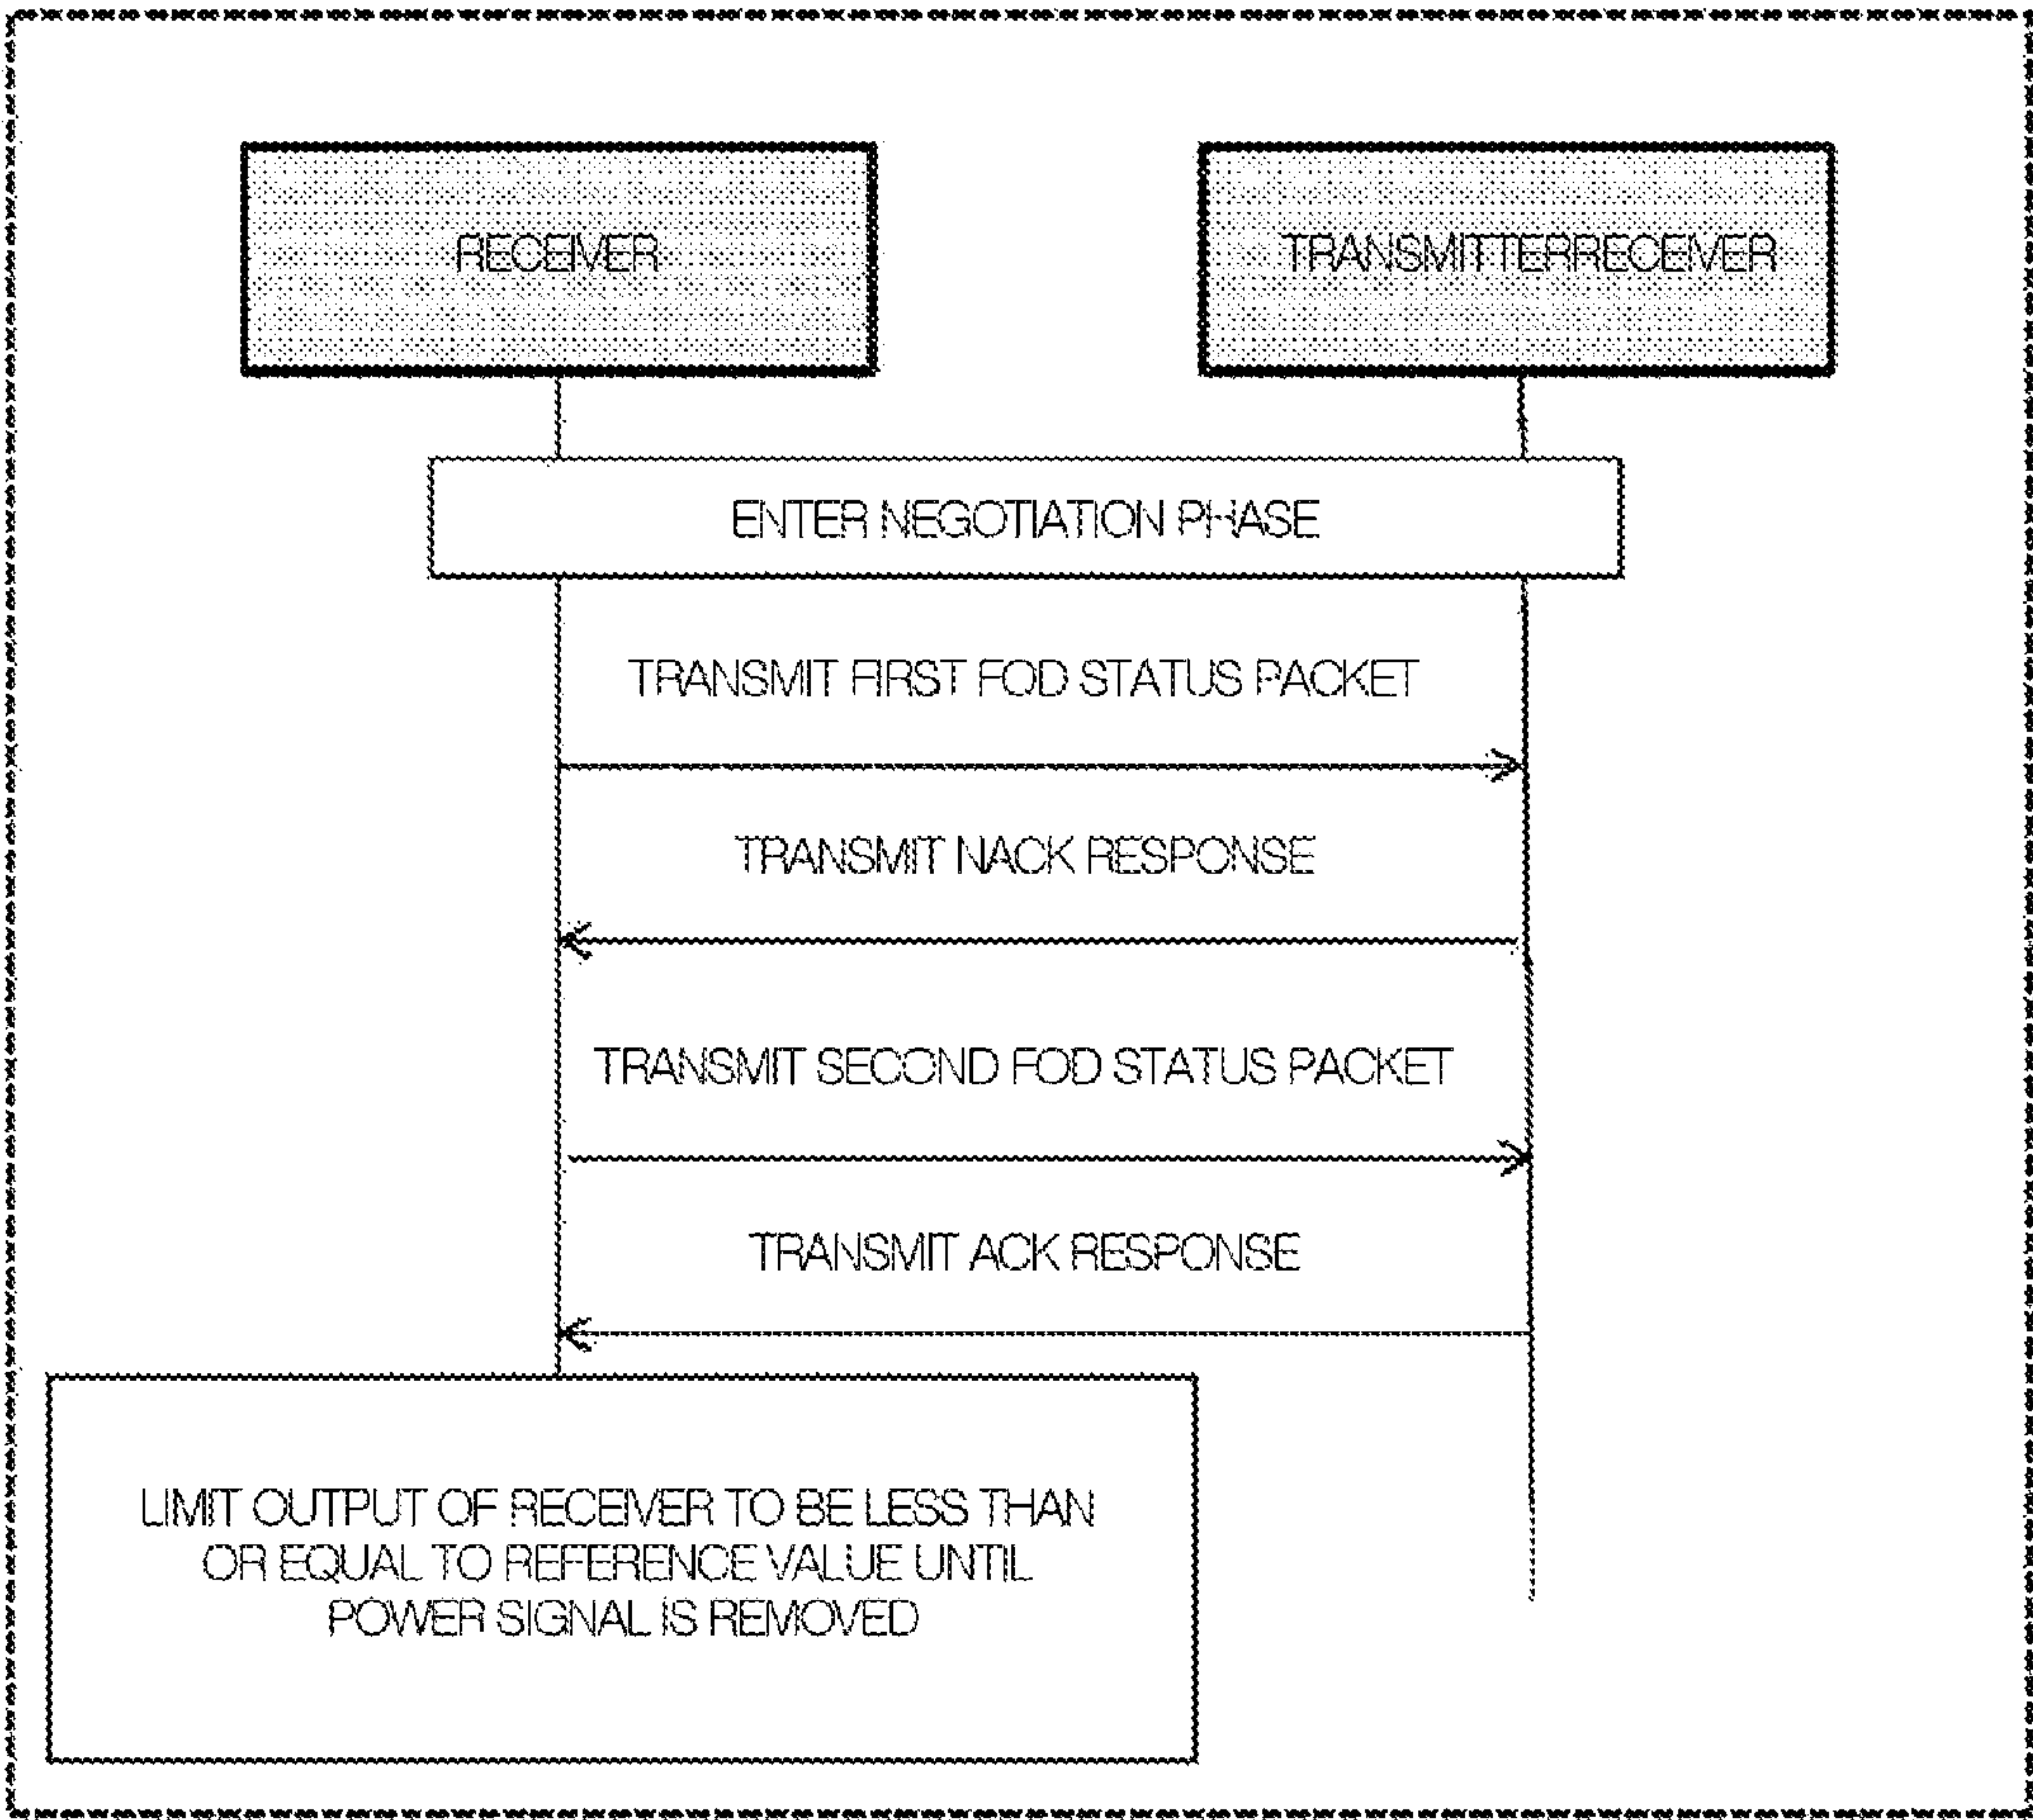 RECEIVER
TRANSMITTERRECEIVER
ENTER NEGOTIATION PHASE
TRANSMIT FIRST FOD STATUS PACKET
TRANSMIT NACK RESPONSE
TRANSMIT SECOND FOD STATUS PACKET
TRANSMIT ACK RESPONSE
LIMIT OUTPUT OF RECEIVER TO BE LESS THAN
OR EQUAL TO REFERENCE VALUE UNTIL
POWER SIGNAL IS REMOVED